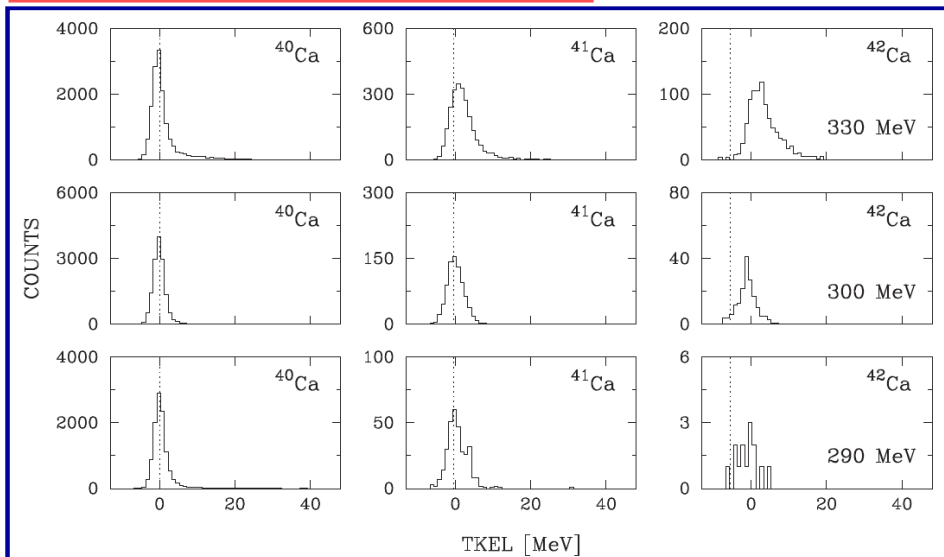 4000
2000
0
⁴⁰Ca
600
300
0
⁴¹Ca
200
100
0
⁴²Ca
330 MeV
6000
3000
0
⁴⁰Ca
300
150
0
⁴¹Ca
80
40
0
⁴²Ca
300 MeV
COUNTS
4000
2000
0
⁴⁰Ca
100
50
0
⁴¹Ca
6
3
0
⁴²Ca
290 MeV
0 20 40
0 20 40
0 20 40
TKEL [MeV]